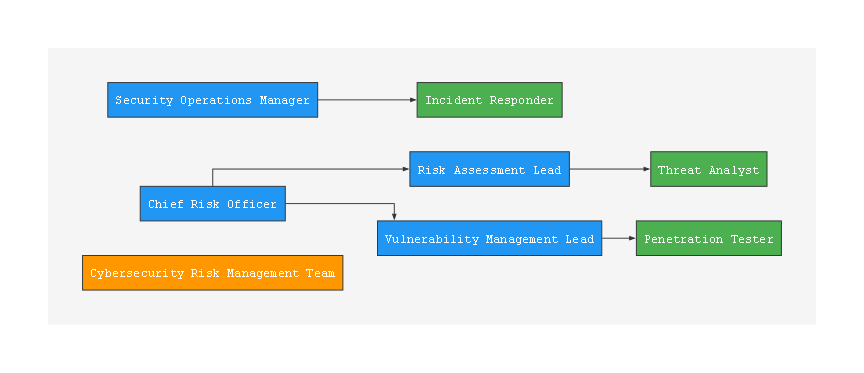 Security Operations Manager
Incident Responder
Risk Assessment Lead
Threat Analyst
Chief Risk Officer
Vulnerability Management Lead
Penetration Tester
Cybersecurity Risk Management Team